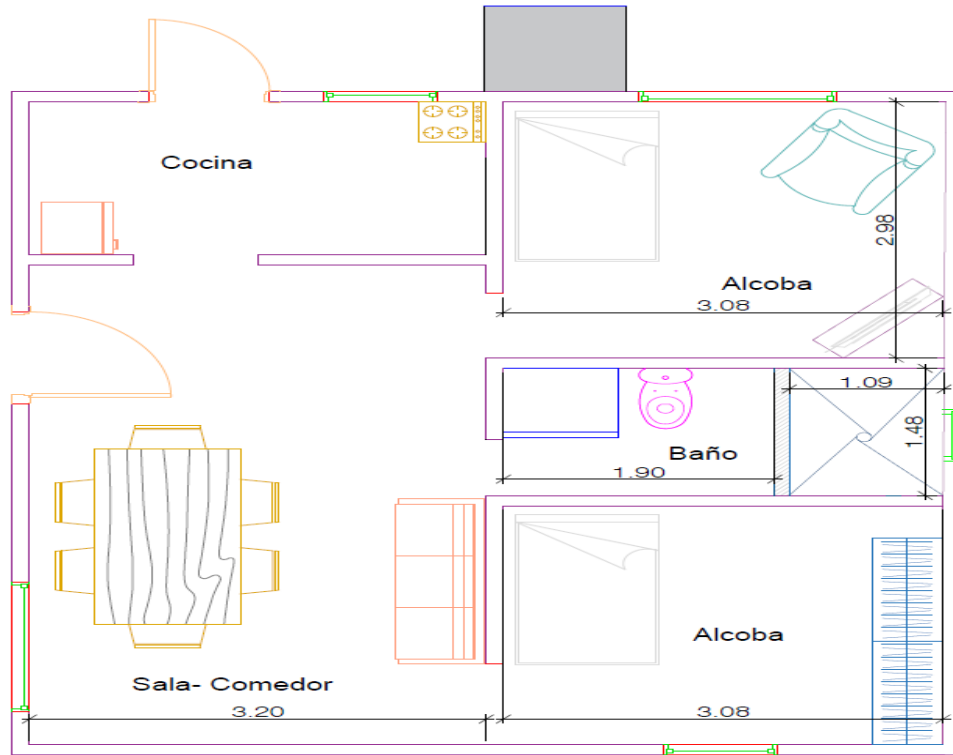 Cocina
2.98
Alcoba
3.08
1.09
1.48
Baño
1.90
Alcoba
Sala- Comedor
3.20
3.08